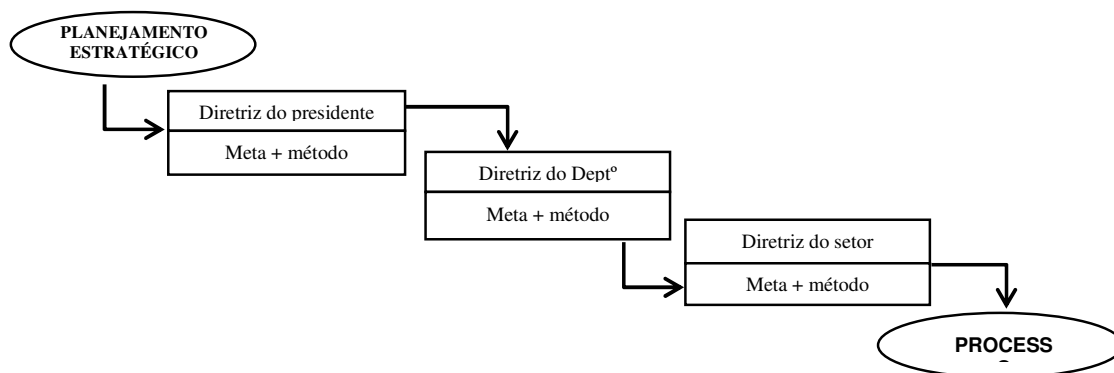 PLANEJAMENTO
ESTRATÉGICO
Diretriz do presidente
Meta + método
Diretriz do Deptº
Meta + método
Diretriz do setor
Meta + método
PROCESS